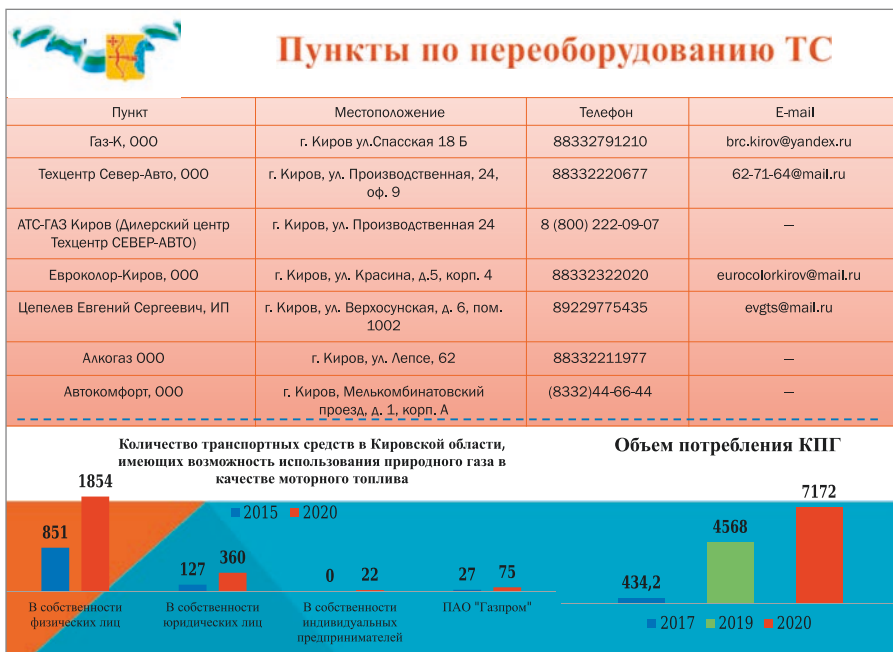 Пункты по переоборудованию ТС
Пункт Местоположение Телефон E-mail
Газ-К, ООО г. Киров ул.Спасская 18 Б 88332791210 brc.kirov@yandex.ru
Техцентр Север-Авто, ООО г. Киров, ул. Производственная, 24, 88332220677 62-71-64@mail.ru
оф. 9
АТС-ГАЗ Киров (Дилерский центр г. Киров, ул. Производственная 24 8 (800) 222-09-07 —
Техцентр СЕВЕР-АВТО)
Евроколор-Киров, ООО г. Киров, ул. Красина, д.5, корп. 4 88332322020 eurocolorkirov@mail.ru
Цепелев Евгений Сергеевич, ИП г. Киров, ул. Верхосунская, д. 6, пом. 89229775435 evgts@mail.ru
1002
Алкогаз ООО г. Киров, ул. Лепсе, 62 88332211977 —
Автокомфорт, ООО г. Киров, Мелькомбинатовский (8332)44-66-44 —
проезд, д. 1, корп. А
Количество транспортных средств в Кировской области,
имеющих возможность использования природного газа в
качестве моторного топлива
2015 2020
851 1854
127 360
0 22
27 75
В собственности
физических лиц
В собственности
юридических лиц
В собственности
индивидуальных
предпринимателей
ПАО "Газпром"
Объем потребления КПГ
434,2
4568
7172
2017 2019 2020